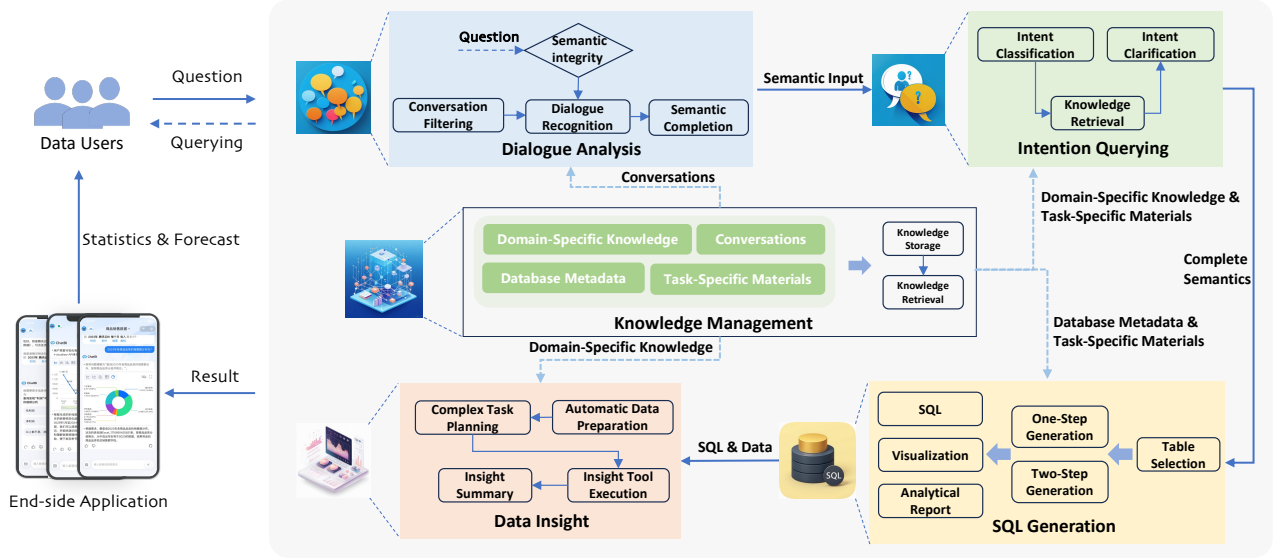 Question
Querying
Data Users
Statistics & Forecast
Result
End-side Application
ChatBI
Question
Semantic
integrity
Conversation
Filtering
Dialogue
Recognition
Semantic
Completion
Dialogue Analysis
Semantic Input
Intent
Classification
Intent
Clarification
Knowledge
Retrieval
Intention Querying
Conversations
Domain-Specific Knowledge
Conversations
Database Metadata
Task-Specific Materials
Knowledge
Storage
Knowledge
Retrieval
Knowledge Management
Domain-Specific Knowledge &
Task-Specific Materials
Complete
Semantics
Database Metadata &
Task-Specific Materials
Domain-Specific Knowledge
Complex Task
Planning
Automatic Data
Preparation
Insight
Summary
Insight Tool
Execution
Data Insight
SQL & Data
SQL
SQL
Visualization
Analytical
Report
One-Step
Generation
Two-Step
Generation
Table
Selection
SQL Generation